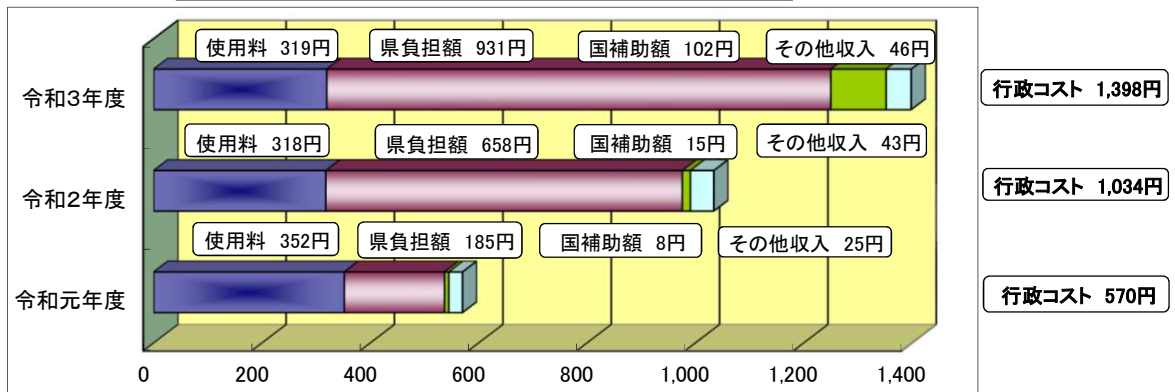 使用料 319円 県負担額 931円 国補助額 102円 その他収入 46円
令和3年度 行政コスト 1,398円
使用料 318円 県負担額 658円 国補助額 15円 その他収入 43円
令和2年度 行政コスト 1,034円
使用料 352円 県負担額 185円 国補助額 8円 その他収入 25円
令和元年度 行政コスト 570円
0 200 400 600 800 1,000 1,200 1,400